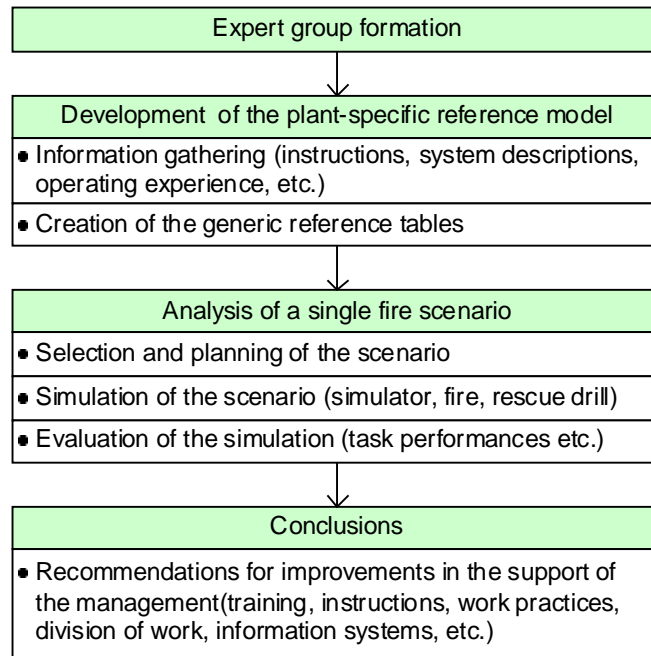 Expert group formation
Development of the plant-specific reference model
• Information gathering (instructions, system descriptions,
operating experience, etc.)
• Creation of the generic reference tables
Analysis of a single fire scenario
• Selection and planning of the scenario
• Simulation of the scenario (simulator, fire, rescue drill)
• Evaluation of the simulation (task performances etc.)
Conclusions
• Recommendations for improvements in the support of
the management(training, instructions, work practices,
division of work, information systems, etc.)